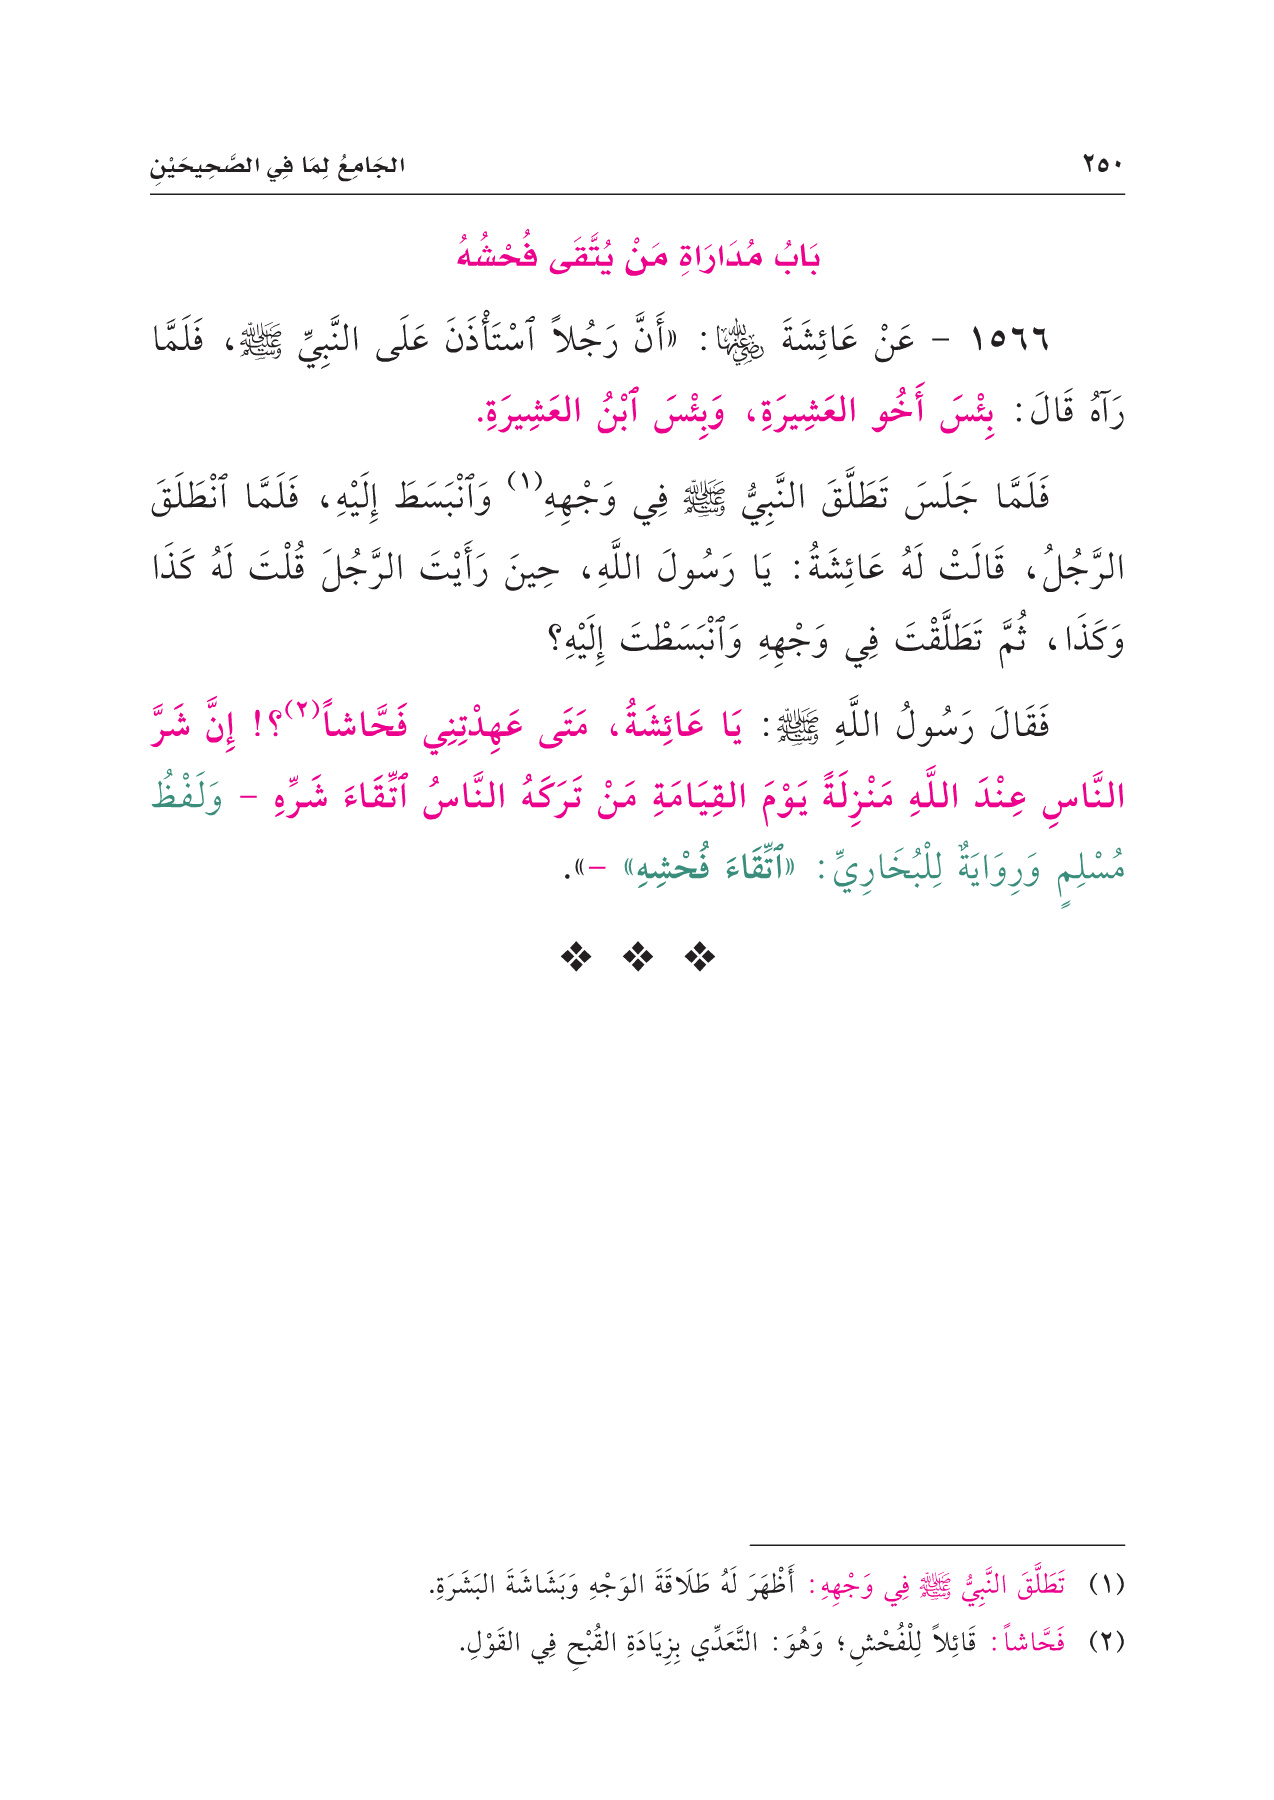 ٢٥٠ الجَامِعُ لِمَا فِي الصَّحِيحَيْنِ
بَابُ مُدَارَاةِ مَنْ يُتَّقَى فُحْشُهُ
١٥٦٦ - عَنْ عَائِشَةَ رضي الله عنها: «أَنَّ رَجُلاً ٱسْتَأْذَنَ عَلَى النَّبِيِّ ﷺ، فَلَمَّا
رَآهُ قَالَ: بِئْسَ أَخُو العَشِيرَةِ، وَبِئْسَ ٱبْنُ العَشِيرَةِ.
فَلَمَّا جَلَسَ تَطَلَّقَ النَّبِيُّ ﷺ فِي وَجْهِهِ(١) وَٱنْبَسَطَ إِلَيْهِ، فَلَمَّا ٱنْطَلَقَ
الرَّجُلُ، قَالَتْ لَهُ عَائِشَةُ: يَا رَسُولَ اللَّهِ، حِينَ رَأَيْتَ الرَّجُلَ قُلْتَ لَهُ كَذَا
وَكَذَا، ثُمَّ تَطَلَّقْتَ فِي وَجْهِهِ وَٱنْبَسَطْتَ إِلَيْهِ؟
فَقَالَ رَسُولُ اللَّهِ ﷺ: يَا عَائِشَةُ، مَتَى عَهِدْتِنِي فَحَّاشاً(٢)؟! إِنَّ شَرَّ
النَّاسِ عِنْدَ اللَّهِ مَنْزِلَةً يَوْمَ القِيَامَةِ مَنْ تَرَكَهُ النَّاسُ ٱتِّقَاءَ شَرِّهِ - وَلَفْظُ
مُسْلِمٍ وَرِوَايَةٌ لِلْبُخَارِيِّ: «ٱتِّقَاءَ فُحْشِهِ» -».
❖ ❖ ❖
(١) تَطَلَّقَ النَّبِيُّ ﷺ فِي وَجْهِهِ: أَظْهَرَ لَهُ طَلَاقَةَ الوَجْهِ وَبَشَاشَةَ البَشَرَةِ.
(٢) فَحَّاشاً: قَائِلاً لِلْفُحْشِ؛ وَهُوَ: التَّعَدِّي بِزِيَادَةِ القُبْحِ فِي القَوْلِ.